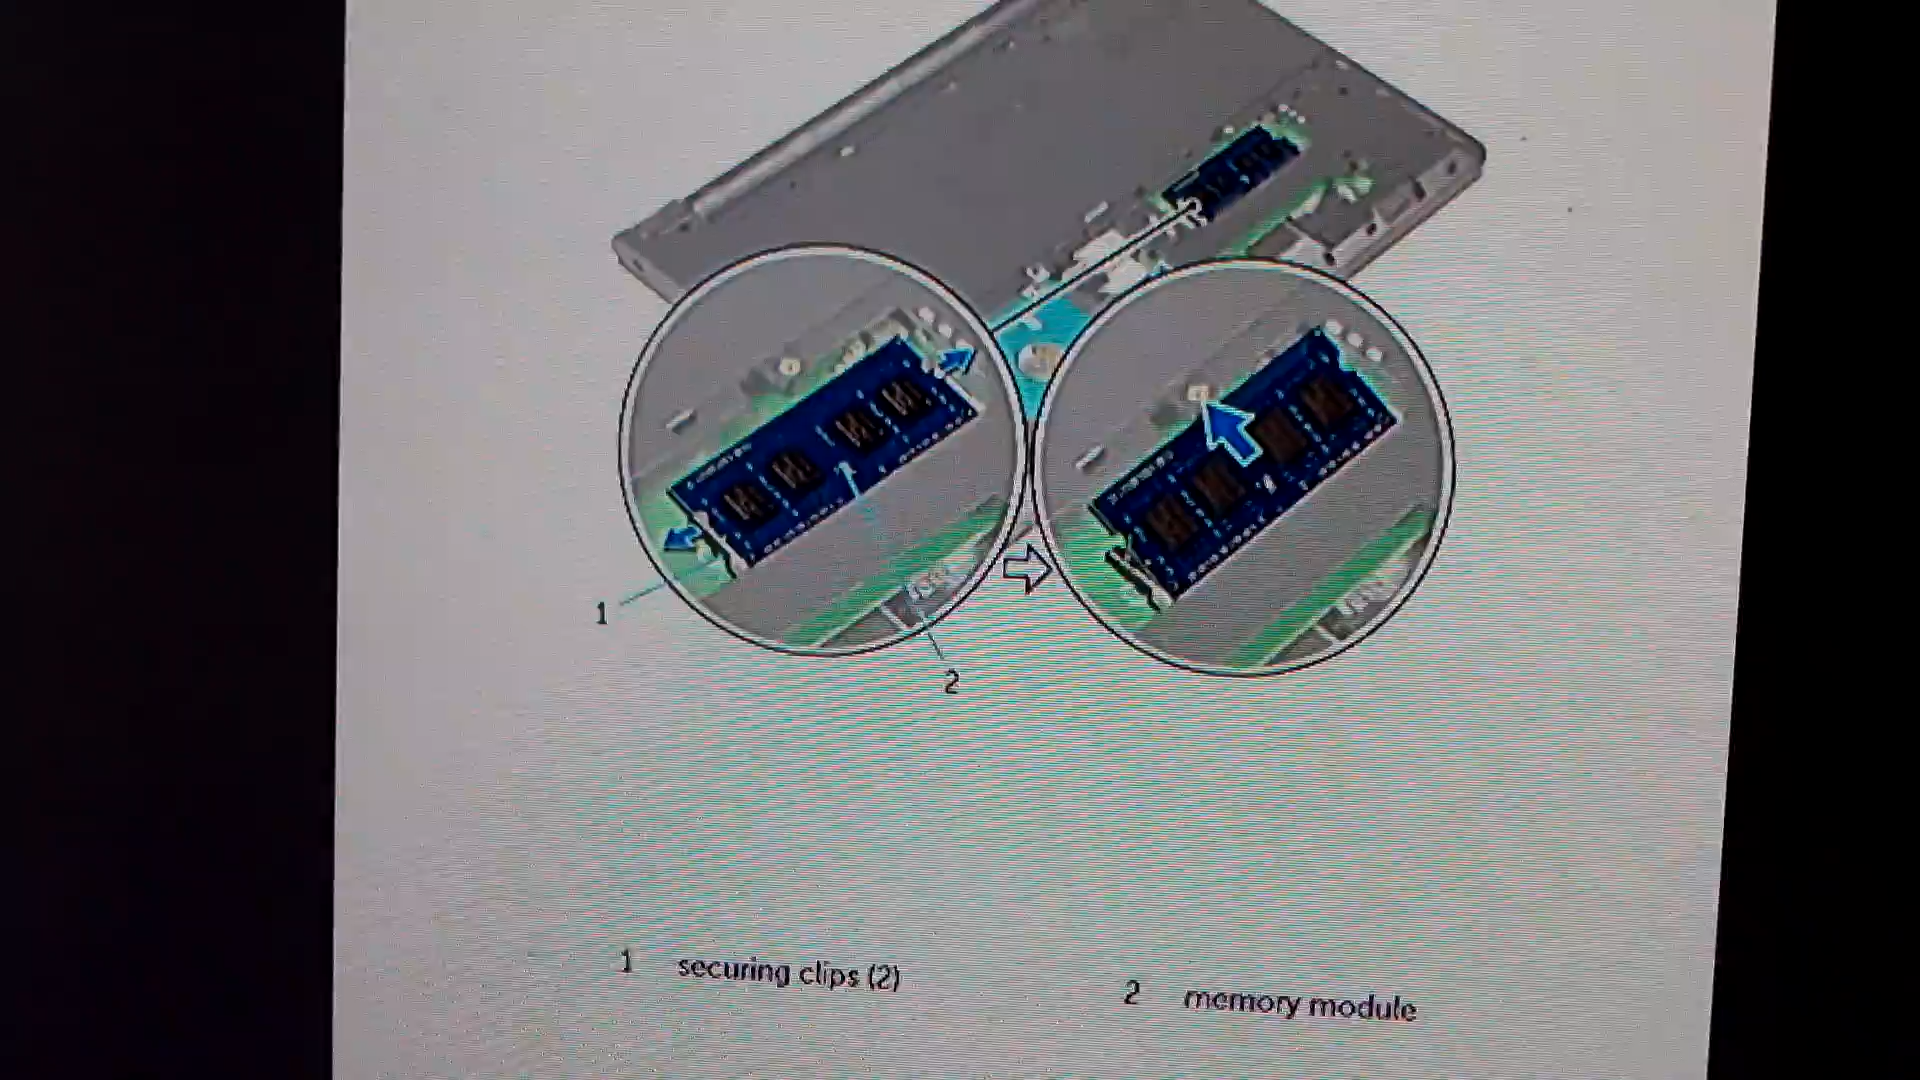 1
2
1 securing clips (2)
2 memory module